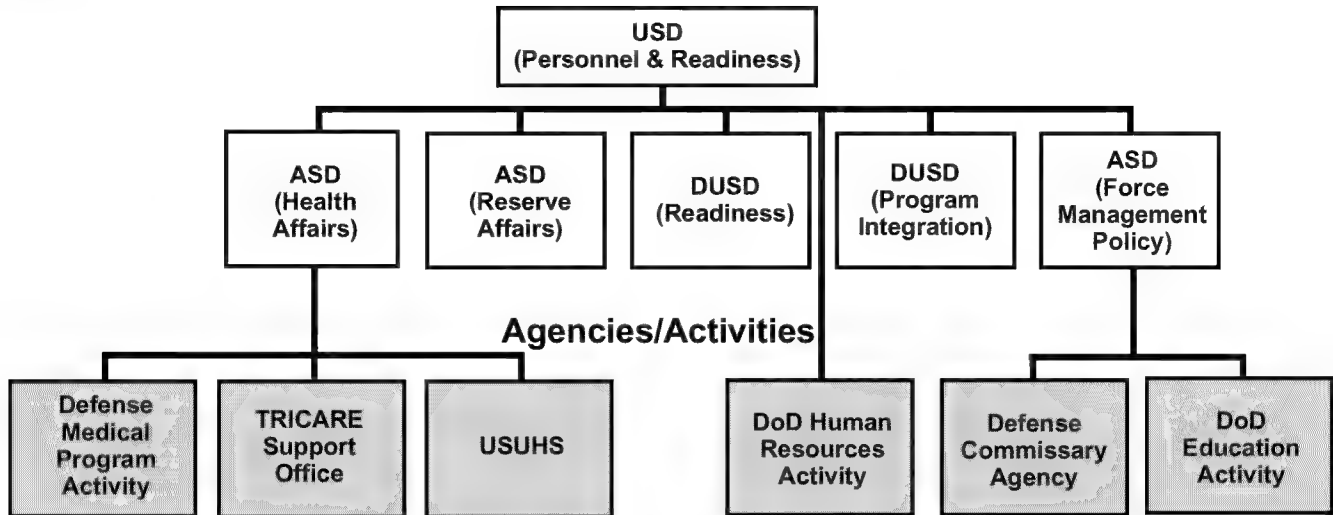 USD
(Personnel & Readiness)
ASD
(Health
Affairs)
ASD
(Reserve
Affairs)
DUSD
(Readiness)
DUSD
(Program
Integration)
ASD
(Force
Management
Policy)
Agencies/Activities
Defense
Medical
Program
Activity
TRICARE
Support
Office
USUHS
DoD Human
Resources
Activity
Defense
Commissary
Agency
DoD
Education
Activity